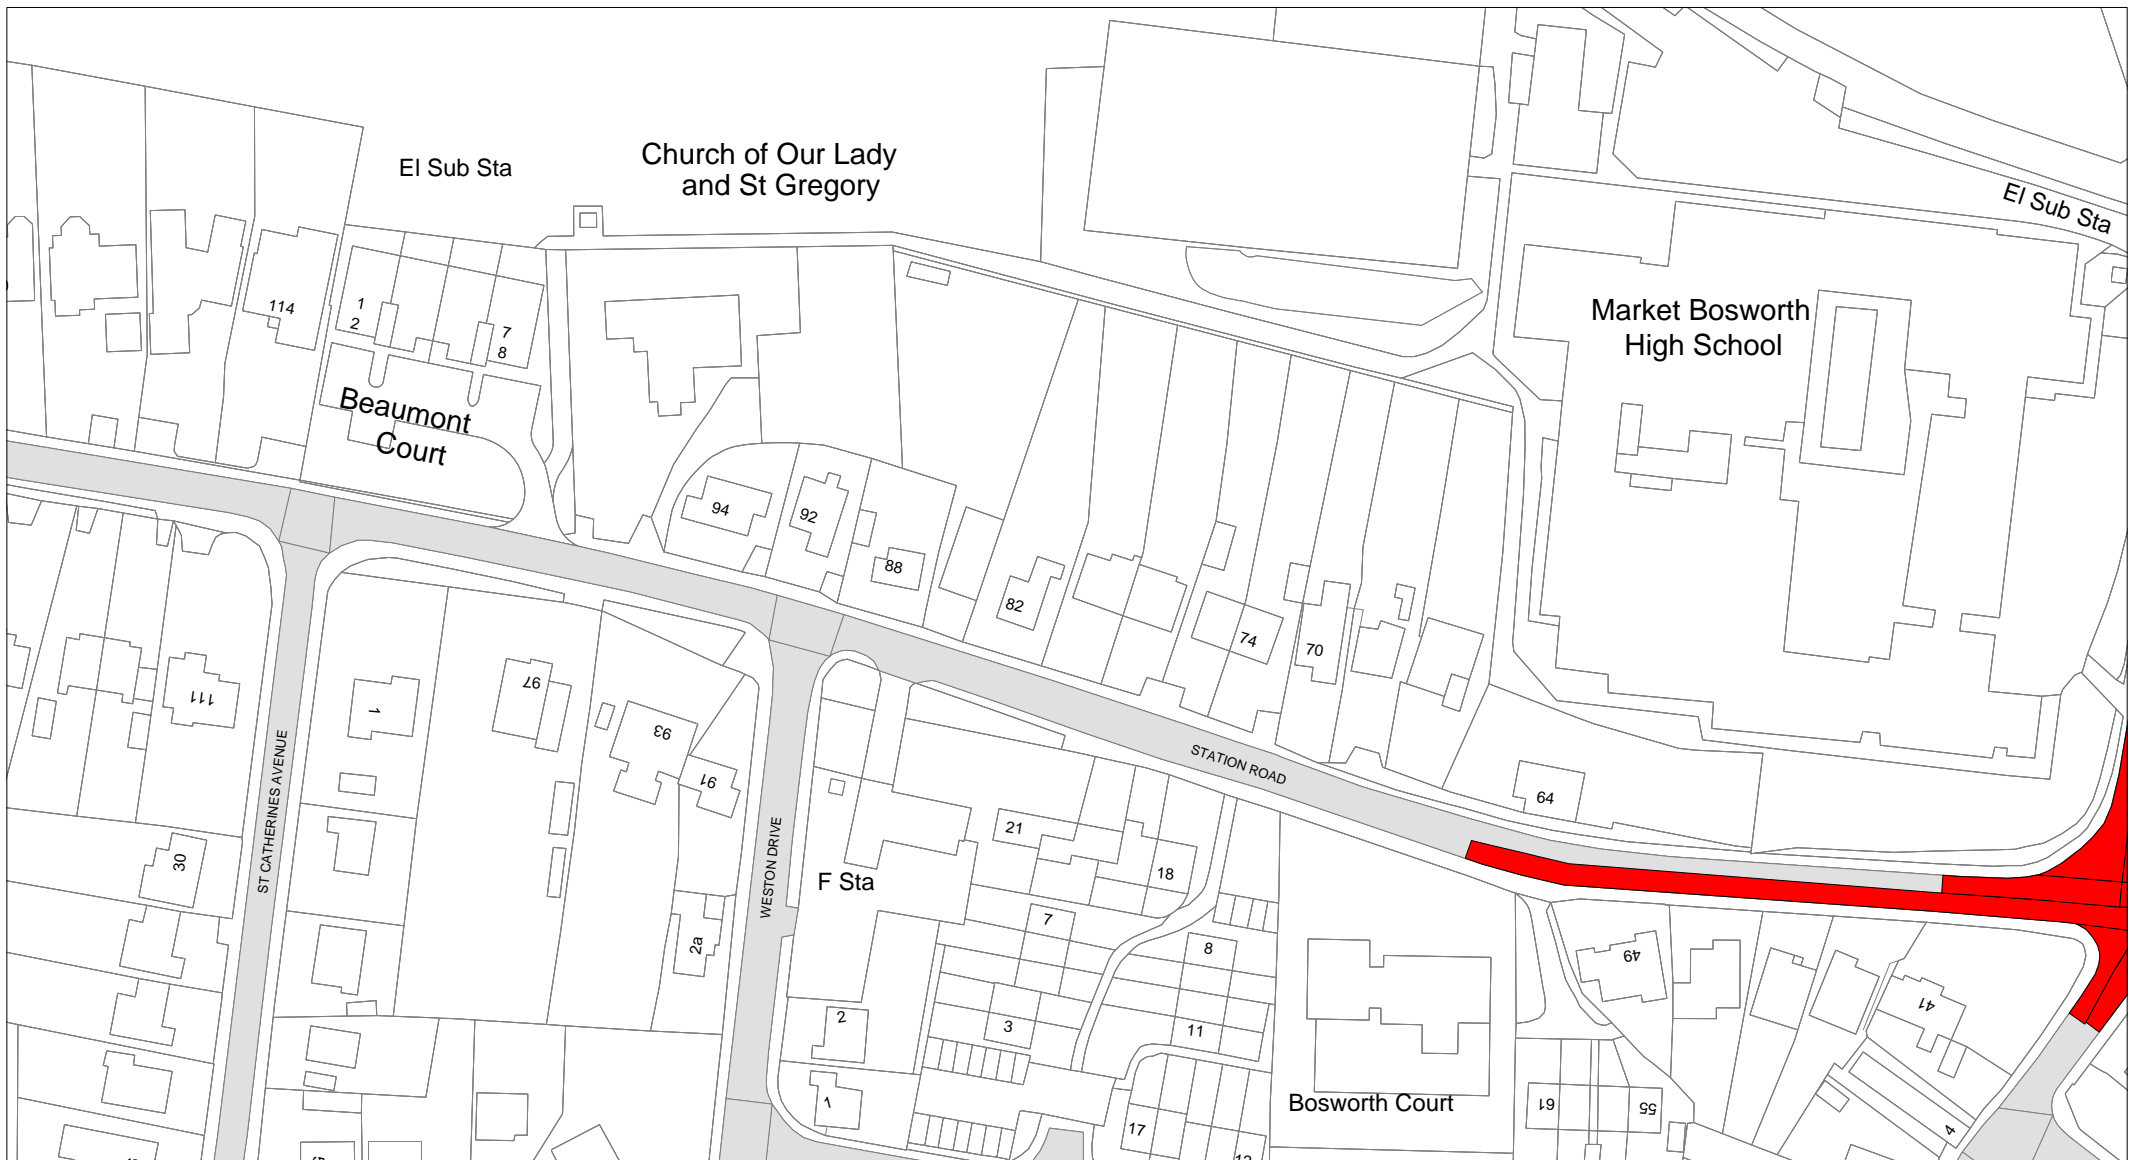 Church of Our Lady
and St Gregory
El Sub Sta
El Sub Sta
114
1
2
7
8
Market Bosworth
High School
Beaumont
Court
94
92
88
82
74
70
64
111
1
97
93
91
STATION ROAD
ST CATHERINES AVENUE
WESTON DRIVE
30
21
18
F Sta
7
8
2a
49
41
2
3
11
1
Bosworth Court
61
55
17
4